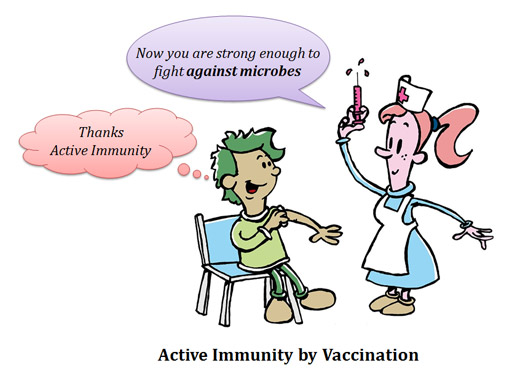 Now you are strong enough to
fight against microbes
Thanks
Active Immunity
Active Immunity by Vaccination